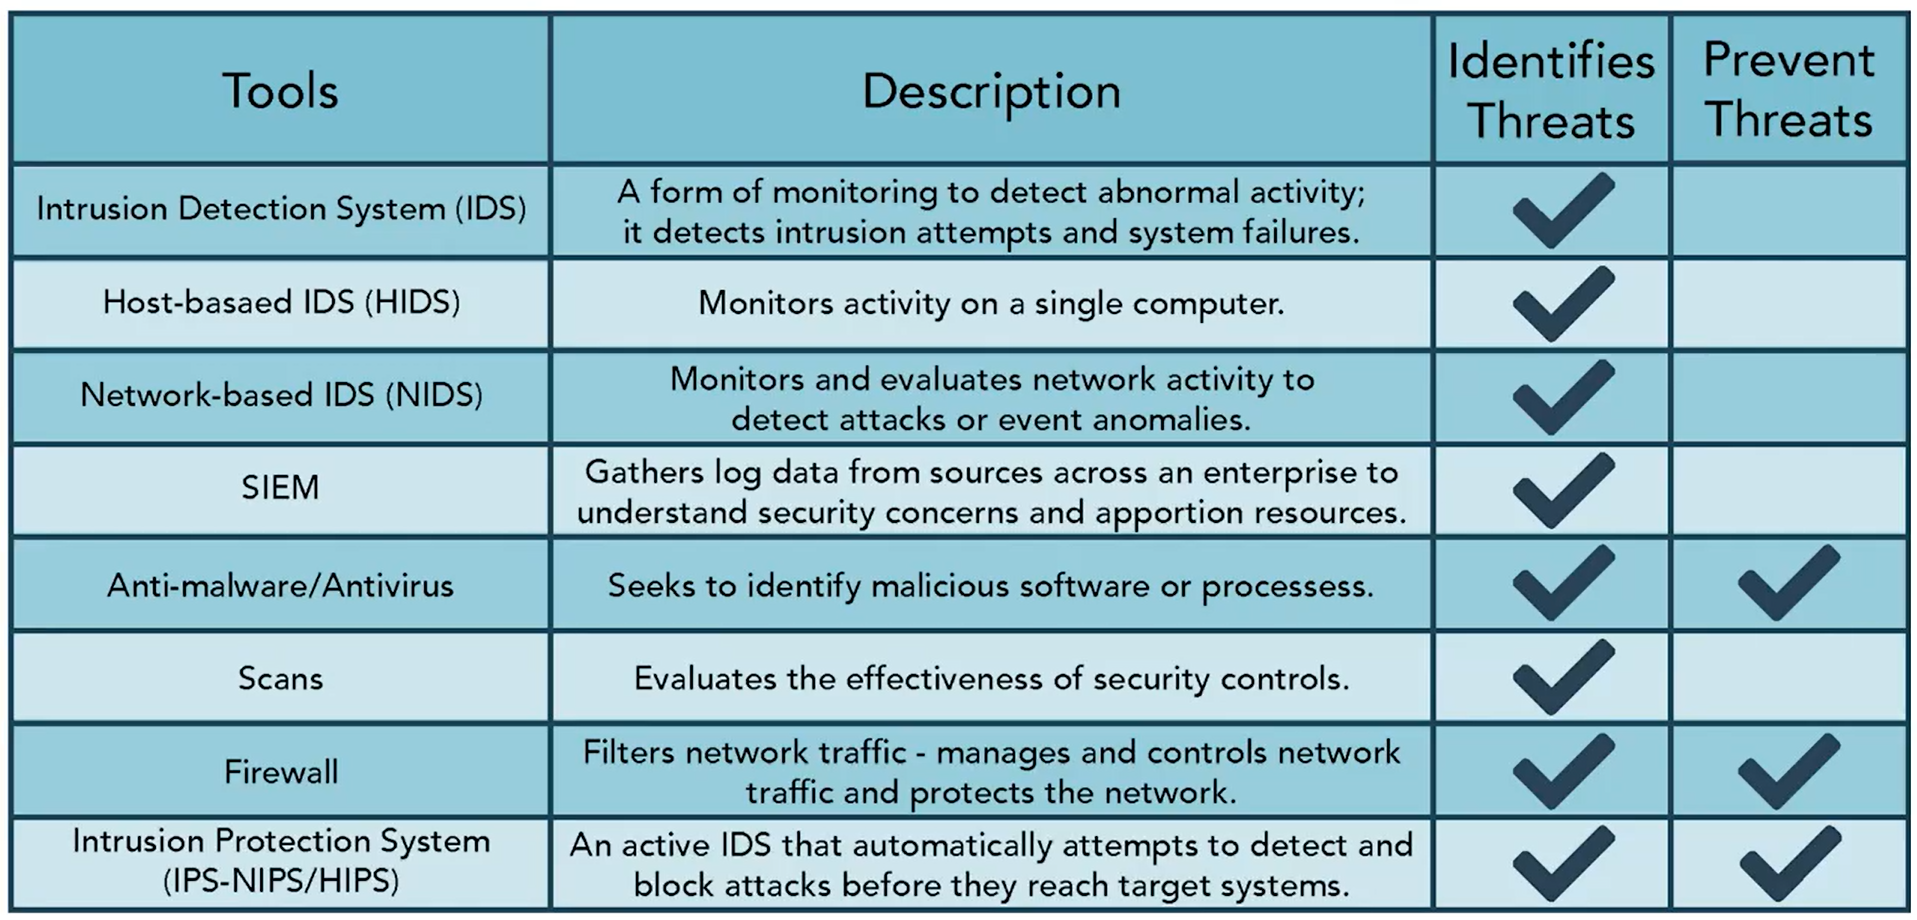 Tools
Description
Identifies
Threats
Prevent
Threats
Intrusion Detection System (IDS)
A form of monitoring to detect abnormal activity;
it detects intrusion attempts and system failures.
Host-basaed IDS (HIDS)
Monitors activity on a single computer.
Network-based IDS (NIDS)
Monitors and evaluates network activity to
detect attacks or event anomalies.
SIEM
Gathers log data from sources across an enterprise to
understand security concerns and apportion resources.
Anti-malware/Antivirus
Seeks to identify malicious software or processess.
Scans
Evaluates the effectiveness of security controls.
Firewall
Filters network traffic - manages and controls network
traffic and protects the network.
Intrusion Protection System
(IPS-NIPS/HIPS)
An active IDS that automatically attempts to detect and
block attacks before they reach target systems.